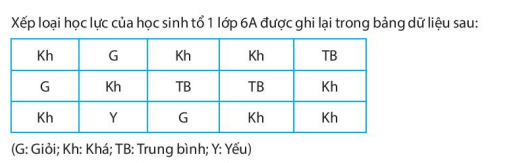 Xếp loại học lực của học sinh tổ 1 lớp 6A được ghi lại trong bảng dữ liệu sau:
Kh G Kh Kh TB
G Kh TB TB Kh
Kh Y G Kh Kh
(G: Giỏi; Kh: Khá; TB: Trung bình; Y: Yếu)